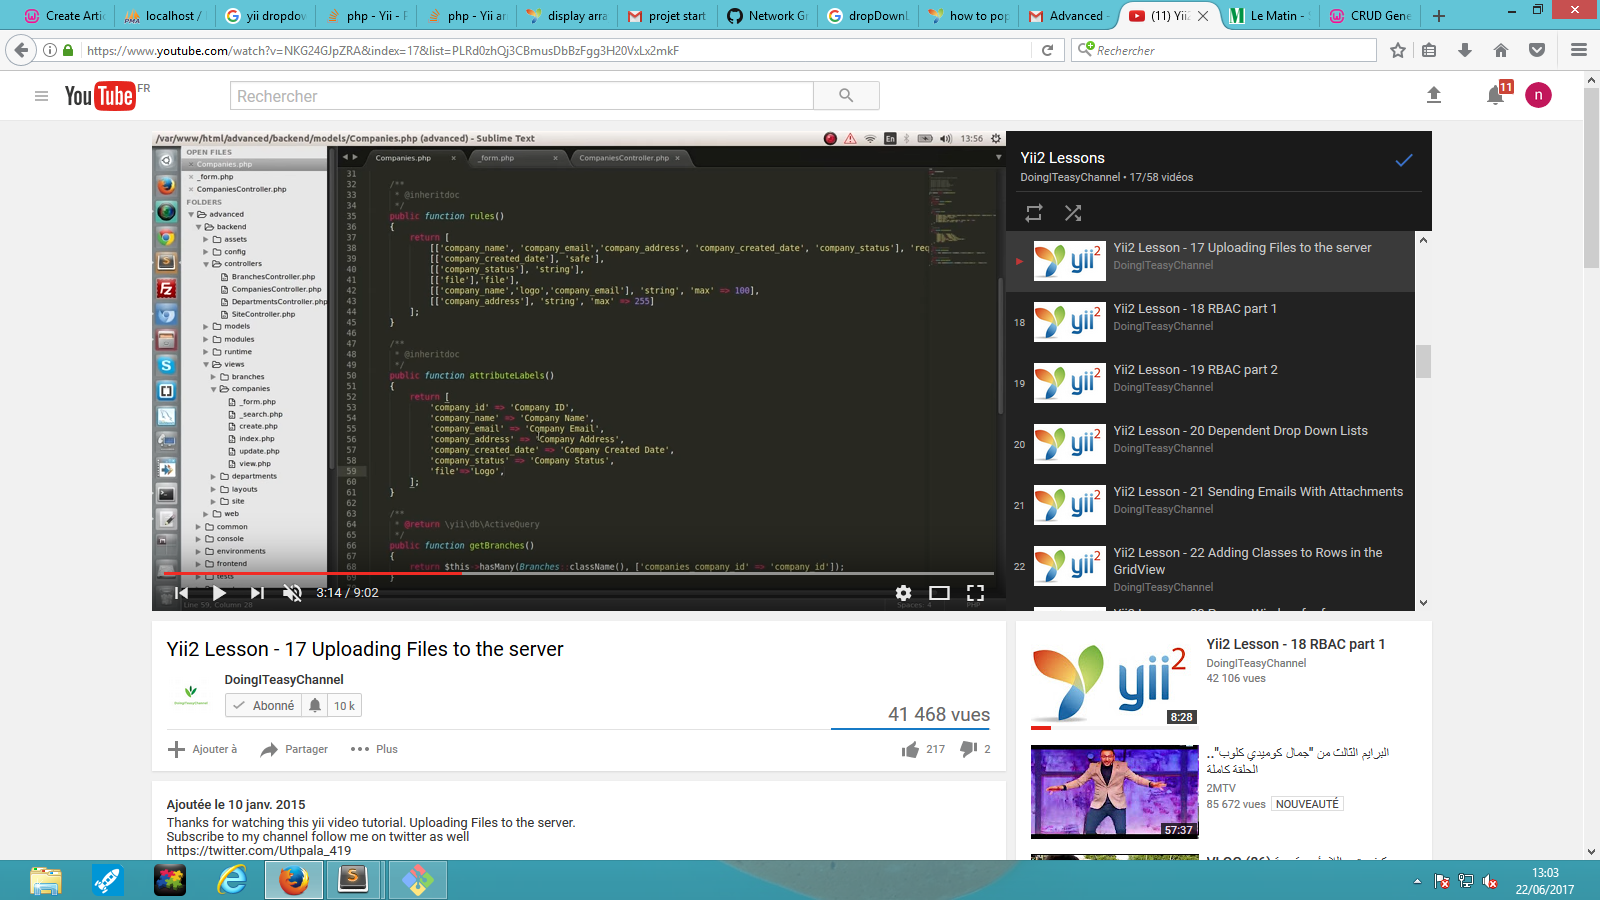 Create Artic
localhost /
yii dropdov
php - Yii - F
php - Yii ar
display arra
projet start
Network Gr
dropDownL
how to pop
Advanced -
(11) Yii2
Le Matin -
CRUD Gene
https://www.youtube.com/watch?v=NKG24GJpZRA&index=17&list=PLRd0zhQj3CBmusDbBzFgg3H20VxLx2mkF
Rechercher
YouTube FR
Rechercher
11
n
/var/www/html/advanced/backend/models/Companies.php (advanced) - Sublime Text
En
13:56
OPEN FILES
Companies.php
_form.php
CompaniesController.php
FOLDERS
advanced
backend
assets
config
controllers
BranchesController.php
CompaniesController.php
DepartmentsController.php
SiteController.php
models
modules
runtime
views
branches
companies
_form.php
_search.php
create.php
index.php
update.php
view.php
departments
layouts
site
web
common
console
environments
frontend
tests
Companies.php
_form.php
CompaniesController.php
31
32 /**
33 * @inheritdoc
34 */
35 public function rules()
36 {
37 return [
38 [['company_name', 'company_email','company_address', 'company_created_date', 'company_status'], 'req
39 [['company_created_date'], 'safe'],
40 [['company_status'], 'string'],
41 [['file'],'file'],
42 [['company_name','logo','company_email'], 'string', 'max' => 100],
43 [['company_address'], 'string', 'max' => 255]
44 ];
45 }
46
47 /**
48 * @inheritdoc
49 */
50 public function attributeLabels()
51 {
52 return [
53 'company_id' => 'Company ID',
54 'company_name' => 'Company Name',
55 'company_email' => 'Company Email',
56 'company_address' => 'Company Address',
57 'company_created_date' => 'Company Created Date',
58 'company_status' => 'Company Status',
59 'file'=>'Logo',
60 ];
61 }
62
63 /**
64 * @return \yii\db\ActiveQuery
65 */
66 public function getBranches()
67 {
68 return $this->hasMany(Branches::className(), ['companies_company_id' => 'company_id']);
69 }
Line 59, Column 28
Spaces: 4
PHP
3:14 / 9:02
Yii2 Lessons
DoingITeasyChannel • 17/58 vidéos
Yii2 Lesson - 17 Uploading Files to the server
DoingITeasyChannel
18
Yii2 Lesson - 18 RBAC part 1
DoingITeasyChannel
19
Yii2 Lesson - 19 RBAC part 2
DoingITeasyChannel
20
Yii2 Lesson - 20 Dependent Drop Down Lists
DoingITeasyChannel
21
Yii2 Lesson - 21 Sending Emails With Attachments
DoingITeasyChannel
22
Yii2 Lesson - 22 Adding Classes to Rows in the
GridView
DoingITeasyChannel
Yii2 Lesson - 17 Uploading Files to the server
DoingITeasyChannel
Abonné
10 k
41 468 vues
Ajouter à
Partager
Plus
217
2
Ajoutée le 10 janv. 2015
Thanks for watching this yii video tutorial. Uploading Files to the server.
Subscribe to my channel follow me on twitter as well
https://twitter.com/Uthpala_419
yii2
8:28
Yii2 Lesson - 18 RBAC part 1
DoingITeasyChannel
42 106 vues
57:37
البرايم الثالث من "جمال كوميدي كلوب"..
الحلقة كاملة
2MTV
85 672 vues
NOUVEAUTÉ
13:03
22/06/2017